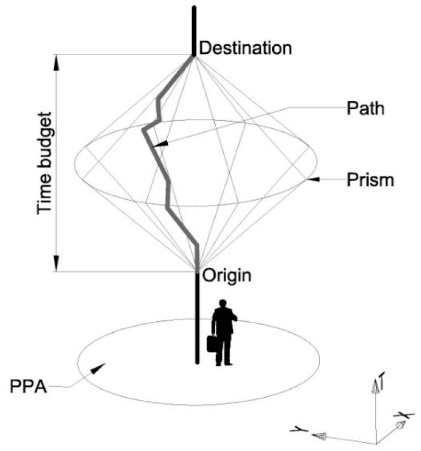 Destination
Time budget
Path
Prism
Origin
PPA
T
X
Y